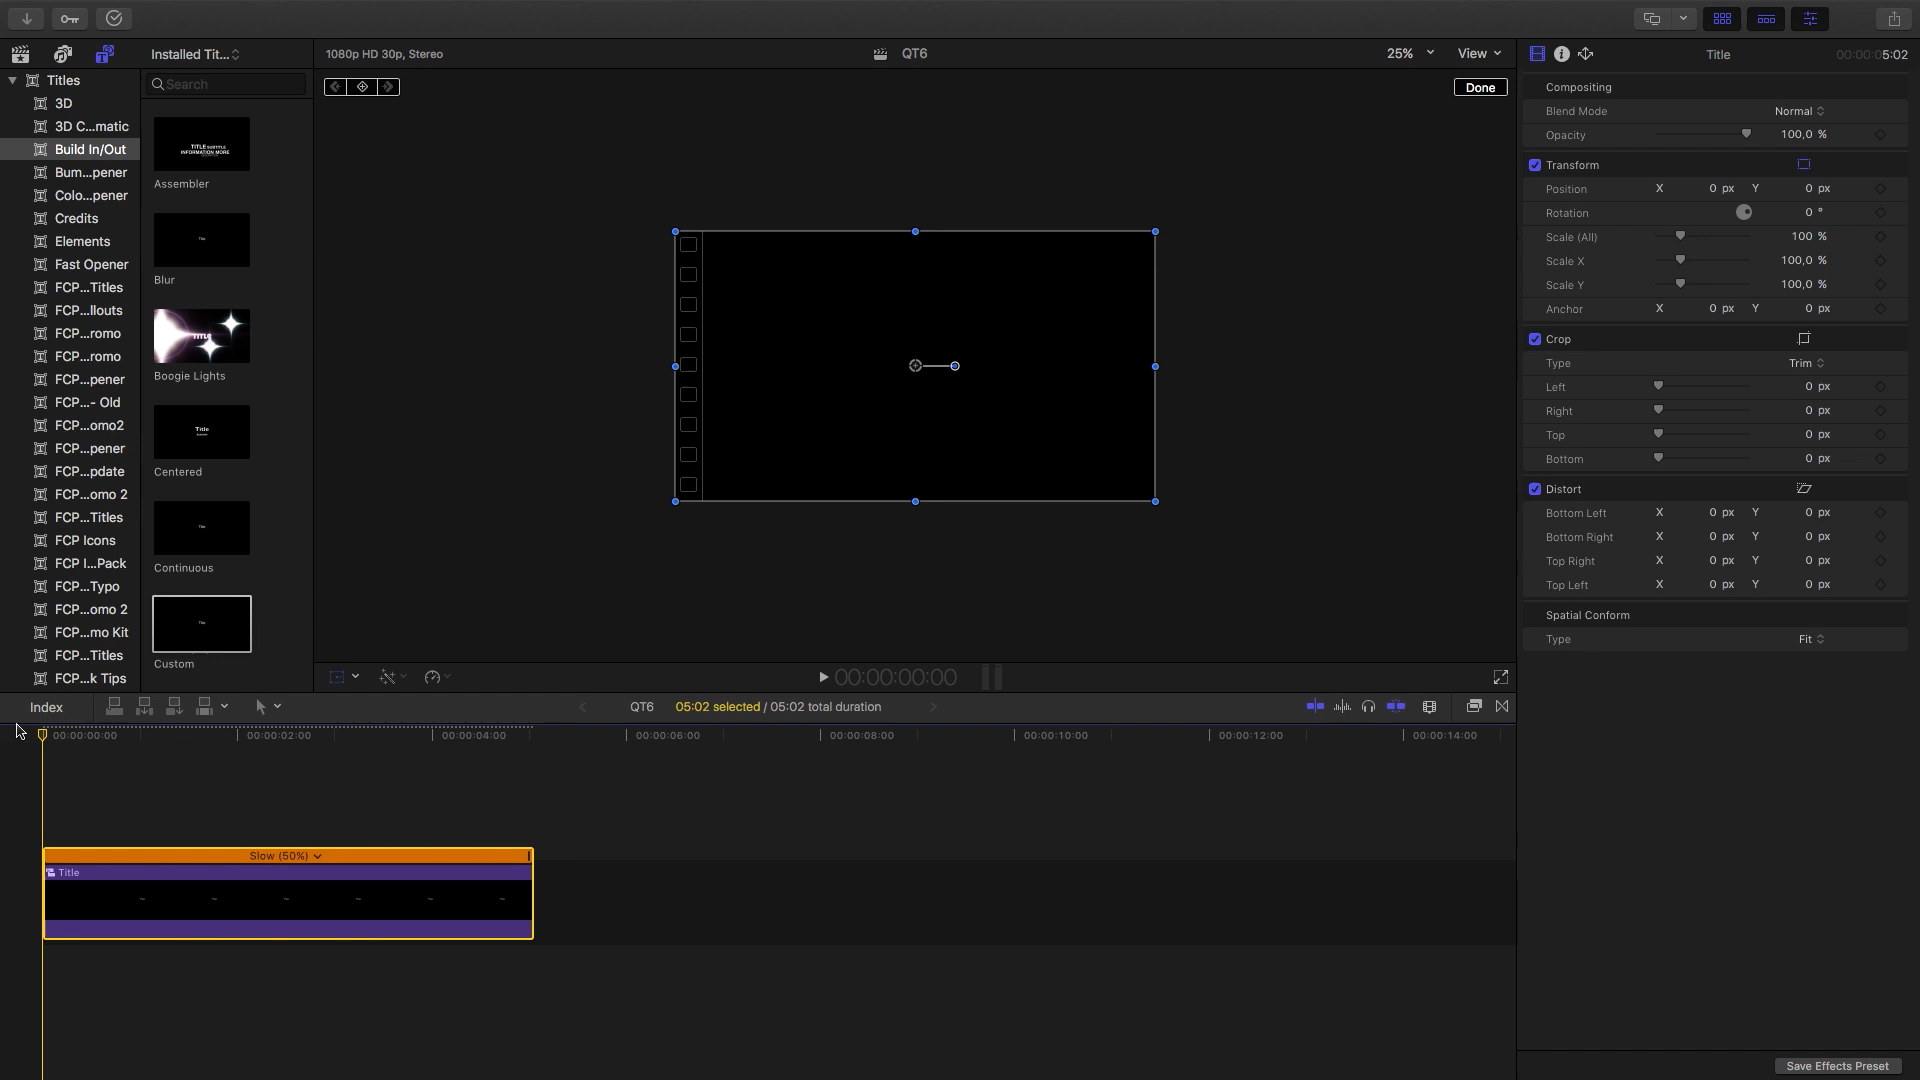 Installed Tit...
1080p HD 30p, Stereo
QT6
25%
View
Title
00:00:05:02
Titles
3D
3D C...matic
Build In/Out
Bum...pener
Colo...pener
Credits
Elements
Fast Opener
FCP...Titles
FCP...llouts
FCP...romo
FCP...romo
FCP...pener
FCP...- Old
FCP...omo2
FCP...pener
FCP...pdate
FCP...omo 2
FCP...Titles
FCP Icons
FCP I...Pack
FCP...Typo
FCP...omo 2
FCP...mo Kit
FCP...Titles
FCP...k Tips
Search
TITLE SUBTITLE
INFORMATION MORE
Assembler
Title
Blur
TITLE
Boogie Lights
Title
Centered
Title
Continuous
Title
Custom
Done
Compositing
Blend Mode Normal
Opacity 100,0 %
Transform
Position X 0 px Y 0 px
Rotation 0 °
Scale (All) 100 %
Scale X 100,0 %
Scale Y 100,0 %
Anchor X 0 px Y 0 px
Crop
Type Trim
Left 0 px
Right 0 px
Top 0 px
Bottom 0 px
Distort
Bottom Left X 0 px Y 0 px
Bottom Right X 0 px Y 0 px
Top Right X 0 px Y 0 px
Top Left X 0 px Y 0 px
Spatial Conform
Type Fit
00:00:00:00
Index
QT6 05:02 selected / 05:02 total duration
00:00:00:00 00:00:02:00 00:00:04:00 00:00:06:00 00:00:08:00 00:00:10:00 00:00:12:00 00:00:14:00
Slow (50%)
Title
Save Effects Preset